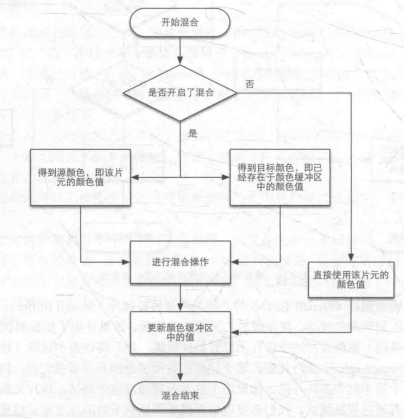 开始混合
是否开启了混合
否
是
得到源颜色，即该片
元的颜色值
得到目标颜色，即已
经存在于颜色缓冲区
中的颜色值
进行混合操作
直接使用该片元的
颜色值
更新颜色缓冲区
中的值
混合结束